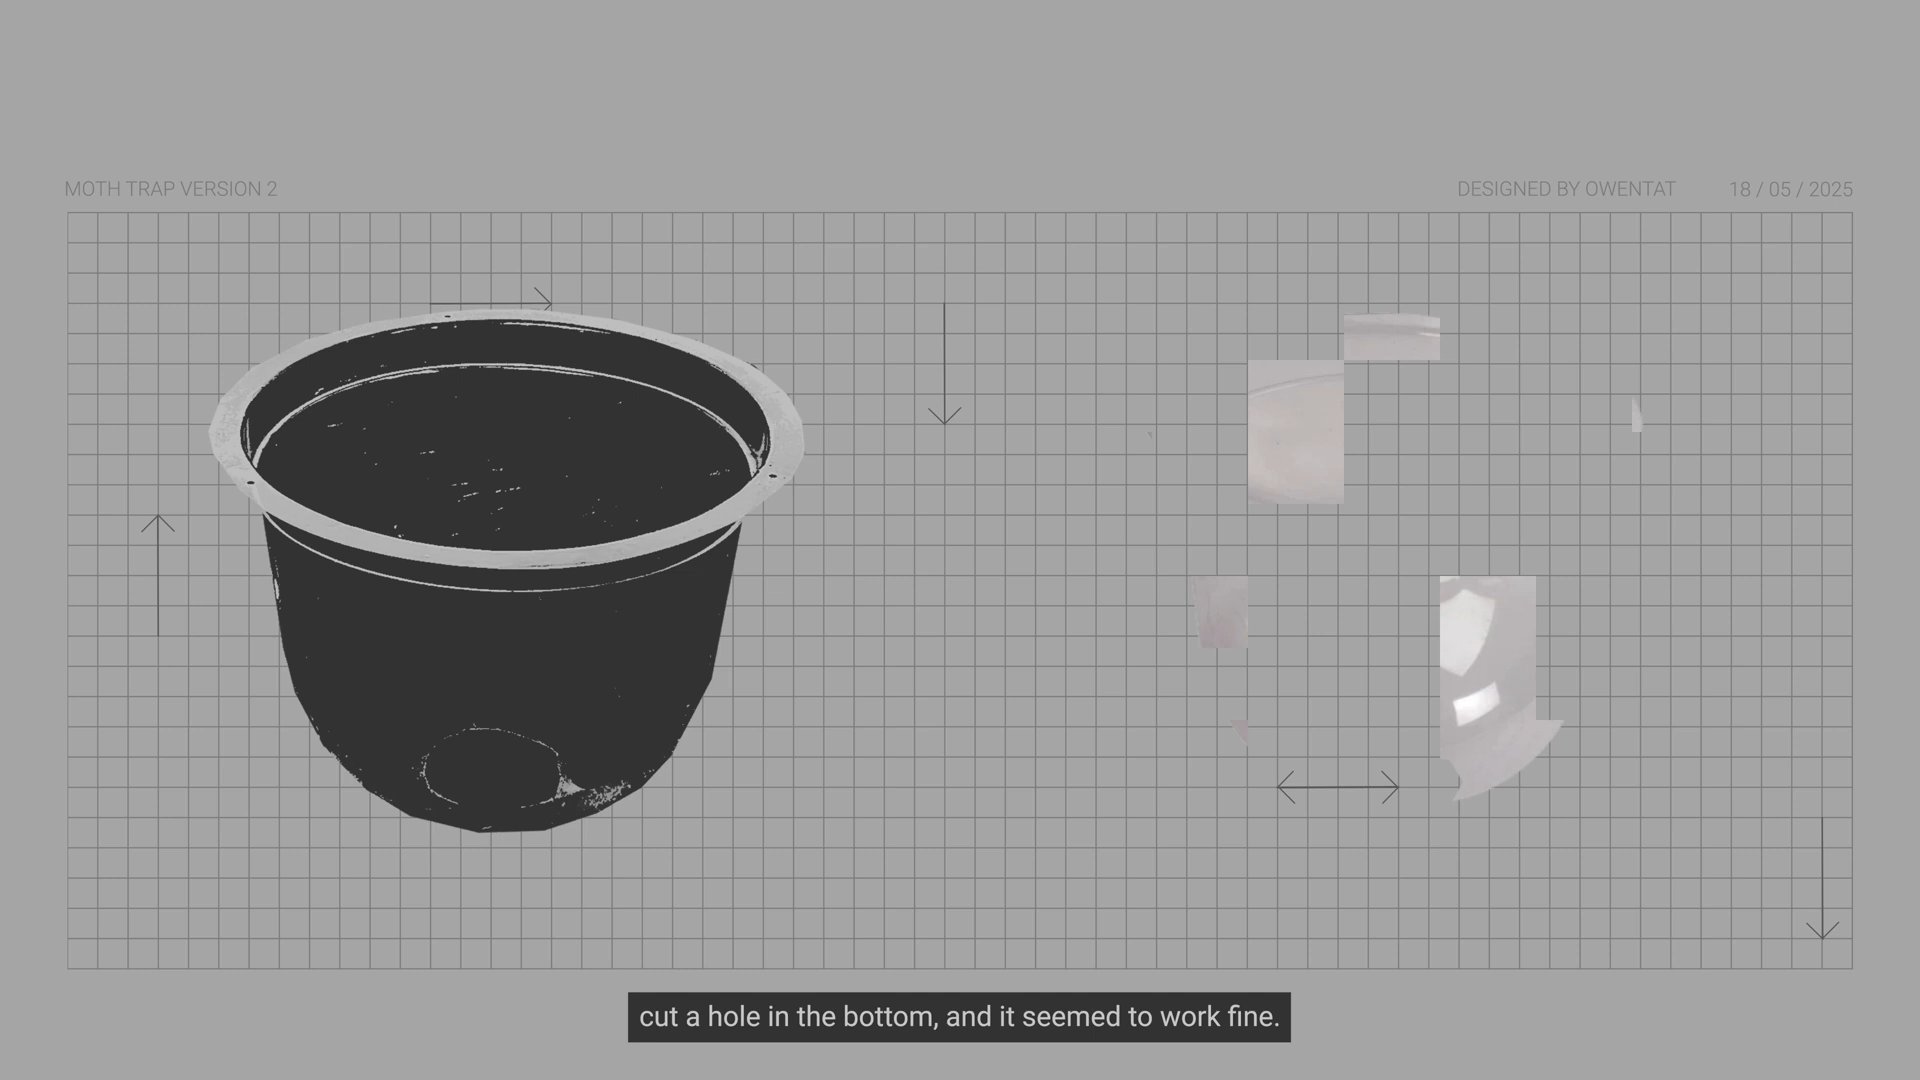 MOTH TRAP VERSION 2
DESIGNED BY OWENTAT
18 / 05 / 2025
cut a hole in the bottom, and it seemed to work fine.